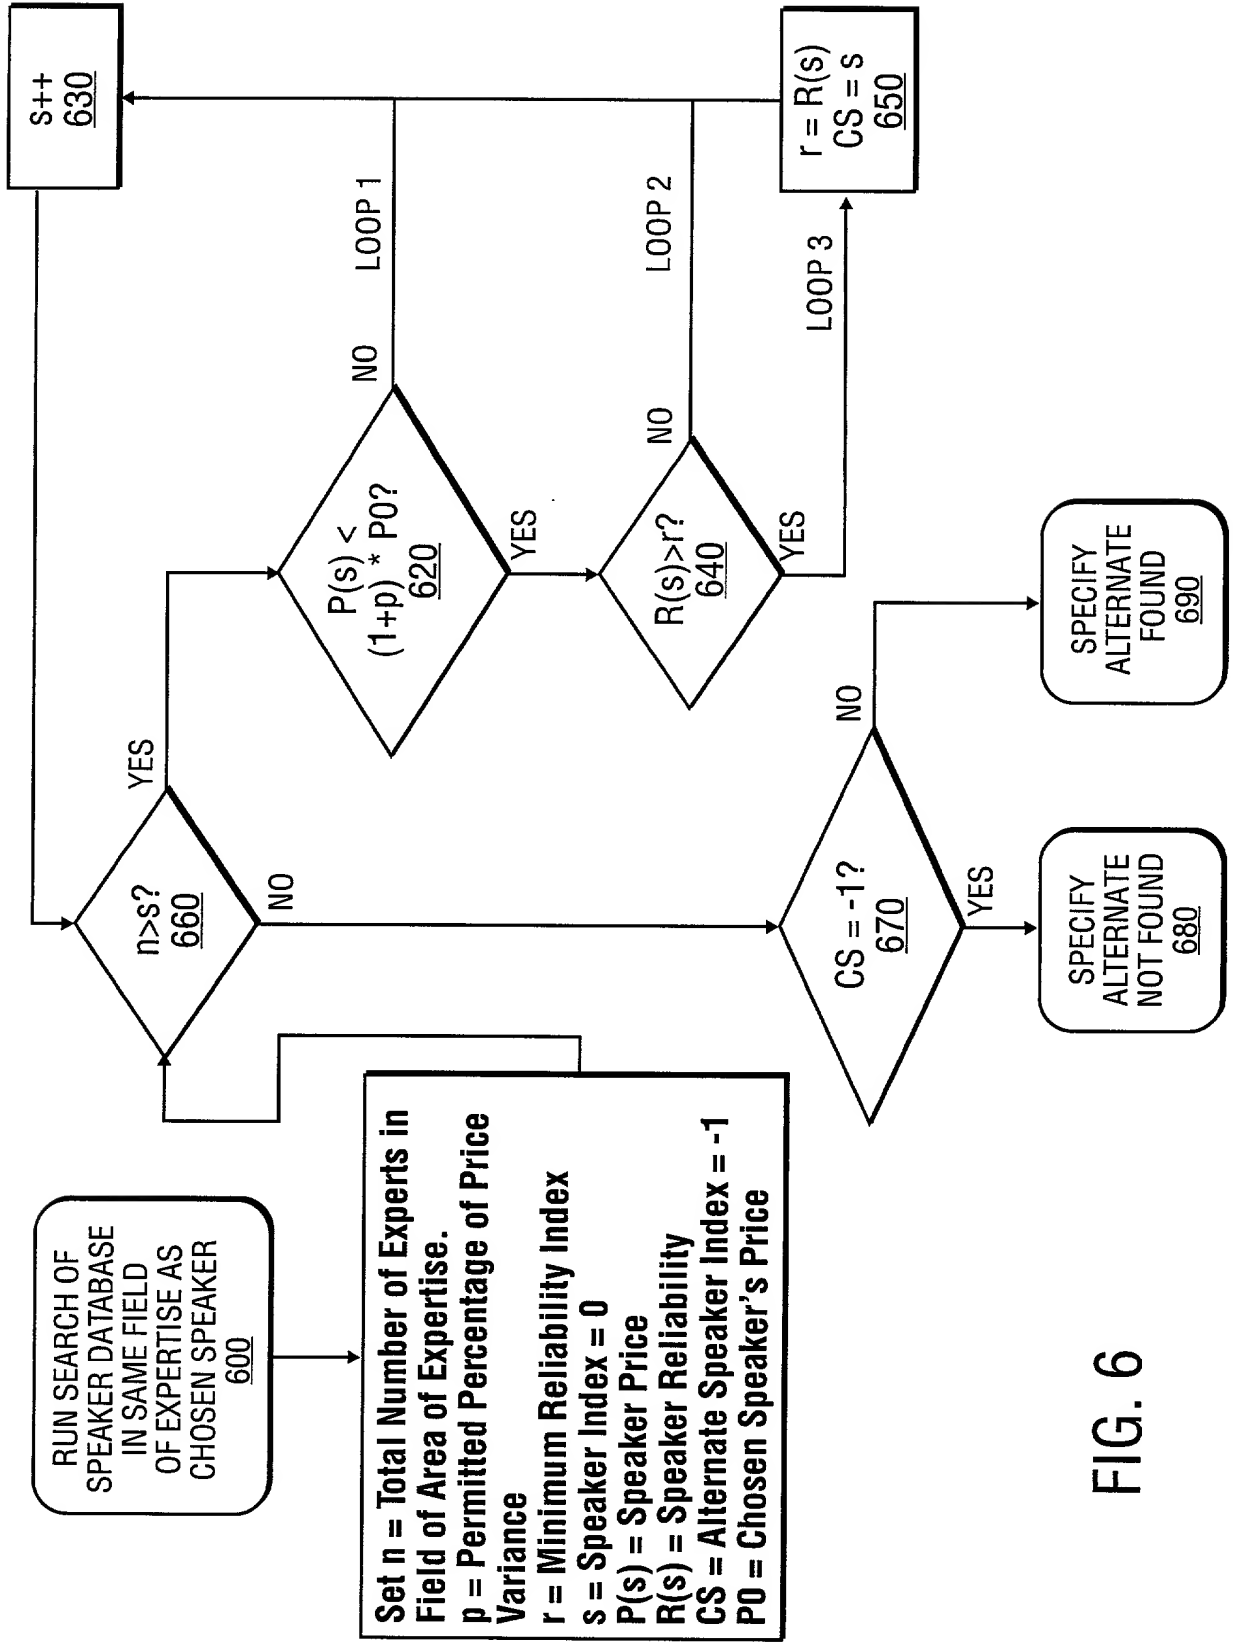 RUN SEARCH OF
SPEAKER DATABASE
IN SAME FIELD
OF EXPERTISE AS
CHOSEN SPEAKER
600
Set n = Total Number of Experts in
Field of Area of Expertise.
p = Permitted Percentage of Price
Variance
r = Minimum Reliability Index
s = Speaker Index = 0
P(s) = Speaker Price
R(s) = Speaker Reliability
CS = Alternate Speaker Index = -1
P0 = Chosen Speaker's Price
n>s?
660
YES
NO
s++
630
P(s) <
(1+p) * P0?
620
NO
LOOP 1
YES
R(s)>r?
640
NO
LOOP 2
YES
LOOP 3
r = R(s)
CS = s
650
CS = -1?
670
NO
YES
SPECIFY
ALTERNATE
NOT FOUND
680
SPECIFY
ALTERNATE
FOUND
690
FIG. 6